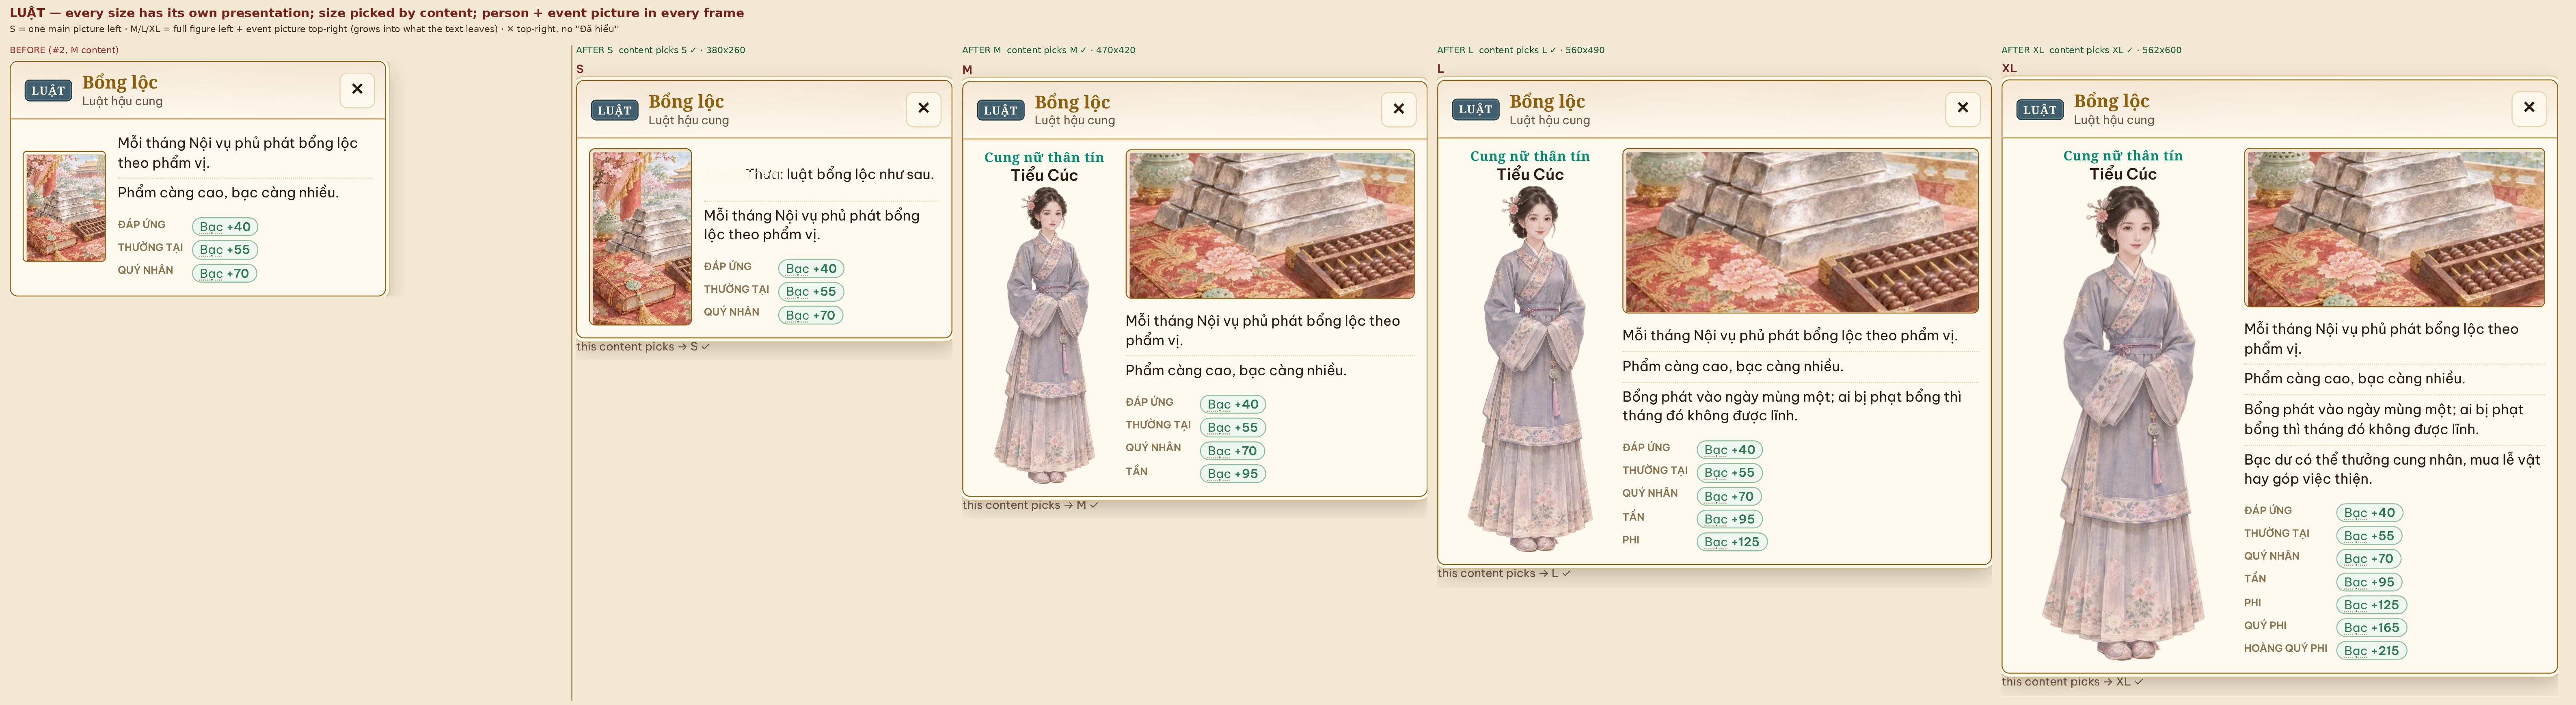 LUẬT — every size has its own presentation; size picked by content; person + event picture in every frame
S = one main picture left · M/L/XL = full figure left + event picture top-right (grows into what the text leaves) · ✕ top-right, no "Đã hiểu"
BEFORE (#2, M content)
LUẬT
Bổng lộc
Luật hậu cung
✕
Mỗi tháng Nội vụ phủ phát bổng lộc
theo phẩm vị.
Phẩm càng cao, bạc càng nhiều.
ĐÁP ỨNG Bạc +40
THƯỜNG TẠI Bạc +55
QUÝ NHÂN Bạc +70
AFTER S content picks S ✓ · 380x260
S
LUẬT
Bổng lộc
Luật hậu cung
✕
luật bổng lộc như sau.
Mỗi tháng Nội vụ phủ phát bổng
lộc theo phẩm vị.
ĐÁP ỨNG Bạc +40
THƯỜNG TẠI Bạc +55
QUÝ NHÂN Bạc +70
this content picks → S ✓
AFTER M content picks M ✓ · 470x420
M
LUẬT
Bổng lộc
Luật hậu cung
✕
Cung nữ thân tín
Tiểu Cúc
Mỗi tháng Nội vụ phủ phát bổng lộc theo
phẩm vị.
Phẩm càng cao, bạc càng nhiều.
ĐÁP ỨNG Bạc +40
THƯỜNG TẠI Bạc +55
QUÝ NHÂN Bạc +70
TẦN Bạc +95
this content picks → M ✓
AFTER L content picks L ✓ · 560x490
L
LUẬT
Bổng lộc
Luật hậu cung
✕
Cung nữ thân tín
Tiểu Cúc
Mỗi tháng Nội vụ phủ phát bổng lộc theo phẩm vị.
Phẩm càng cao, bạc càng nhiều.
Bổng phát vào ngày mùng một; ai bị phạt bổng thì
tháng đó không được lĩnh.
ĐÁP ỨNG Bạc +40
THƯỜNG TẠI Bạc +55
QUÝ NHÂN Bạc +70
TẦN Bạc +95
PHI Bạc +125
this content picks → L ✓
AFTER XL content picks XL ✓ · 562x600
XL
LUẬT
Bổng lộc
Luật hậu cung
✕
Cung nữ thân tín
Tiểu Cúc
Mỗi tháng Nội vụ phủ phát bổng lộc theo
phẩm vị.
Phẩm càng cao, bạc càng nhiều.
Bổng phát vào ngày mùng một; ai bị phạt
bổng thì tháng đó không được lĩnh.
Bạc dư có thể thưởng cung nhân, mua lễ vật
hay góp việc thiện.
ĐÁP ỨNG Bạc +40
THƯỜNG TẠI Bạc +55
QUÝ NHÂN Bạc +70
TẦN Bạc +95
PHI Bạc +125
QUÝ PHI Bạc +165
HOÀNG QUÝ PHI Bạc +215
this content picks → XL ✓